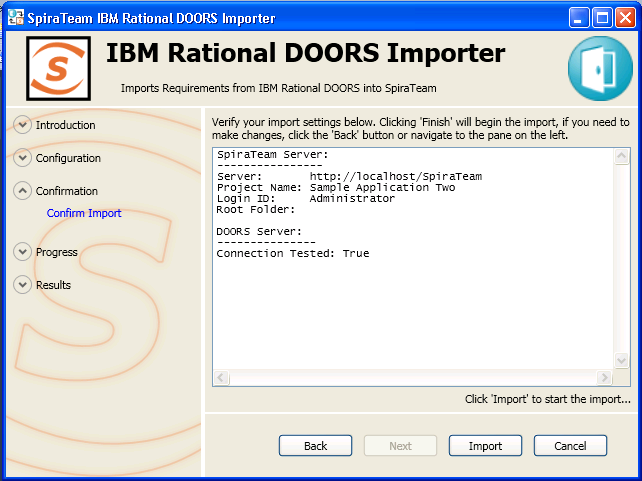 SpiraTeam IBM Rational DOORS Importer
IBM Rational DOORS Importer
Imports Requirements from IBM Rational DOORS into SpiraTeam
Introduction
Configuration
Confirmation
Confirm Import
Progress
Results
Verify your import settings below. Clicking 'Finish' will begin the import, if you need to
make changes, click the 'Back' button or navigate to the pane on the left.
SpiraTeam Server:
----------------
Server: http://localhost/SpiraTeam
Project Name: Sample Application Two
Login ID: Administrator
Root Folder:
DOORS Server:
---------------
Connection Tested: True
Click 'Import' to start the import...
Back
Next
Import
Cancel